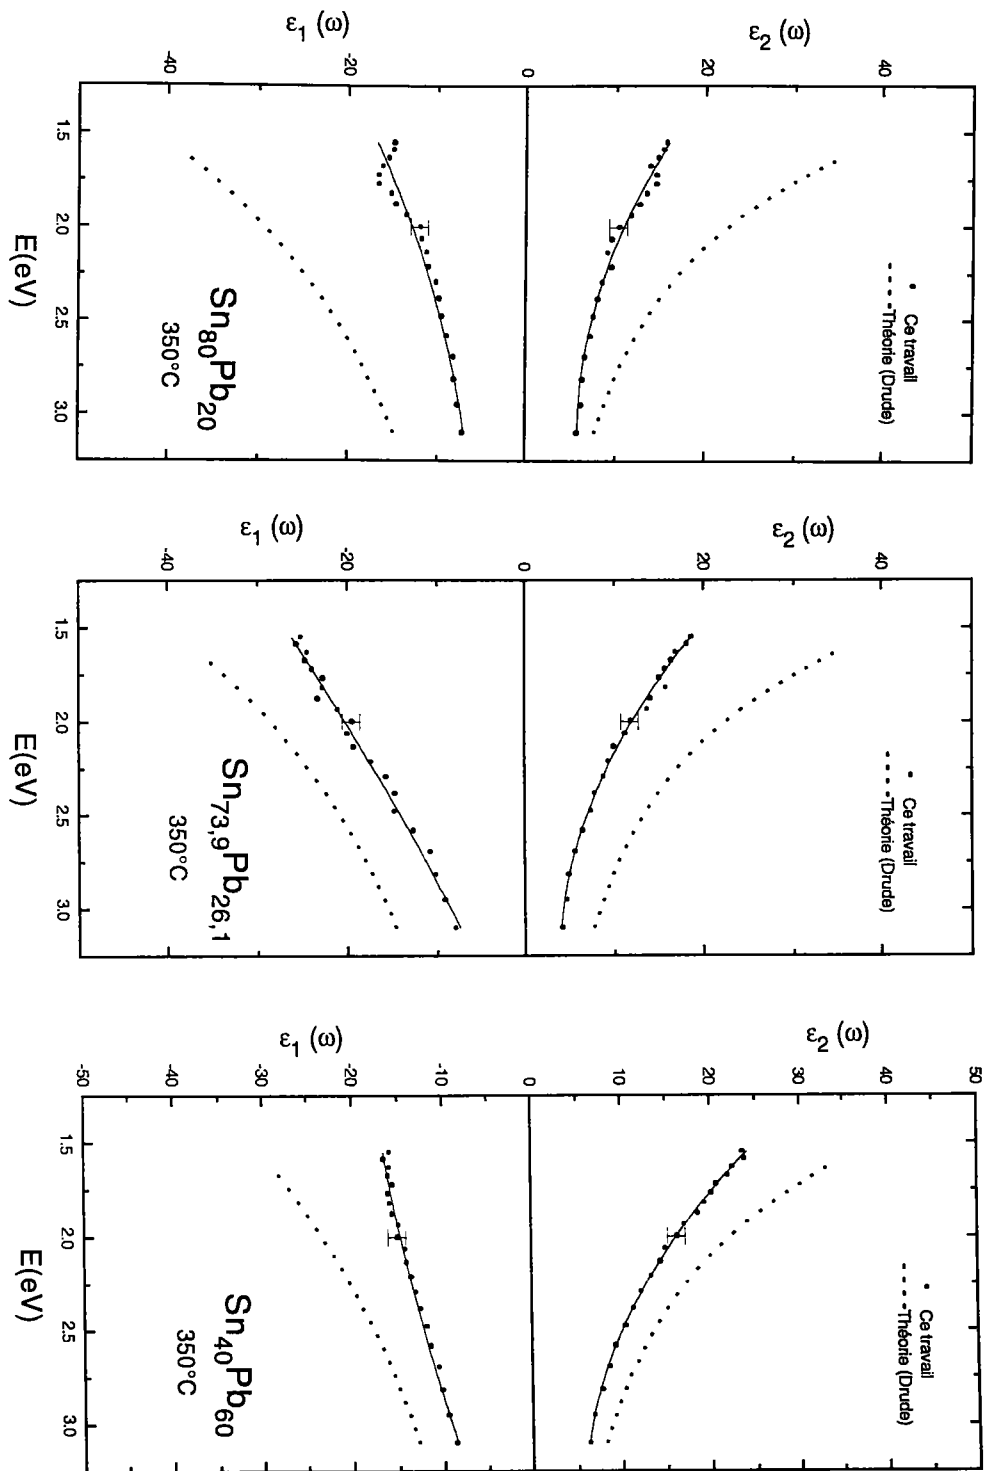 ε1 (ω)
ε2 (ω)
-40
-20
0
20
40
1.5
2.0
2.5
3.0
E(eV)
Ce travail
Théorie (Drude)
Sn80Pb20
350°C
ε1 (ω)
ε2 (ω)
-40
-20
0
20
40
1.5
2.0
2.5
3.0
E(eV)
Ce travail
Théorie (Drude)
Sn73,9Pb26,1
350°C
ε1 (ω)
ε2 (ω)
-50
-40
-30
-20
-10
0
10
20
30
40
50
1.5
2.0
2.5
3.0
E(eV)
Ce travail
Théorie (Drude)
Sn40Pb60
350°C